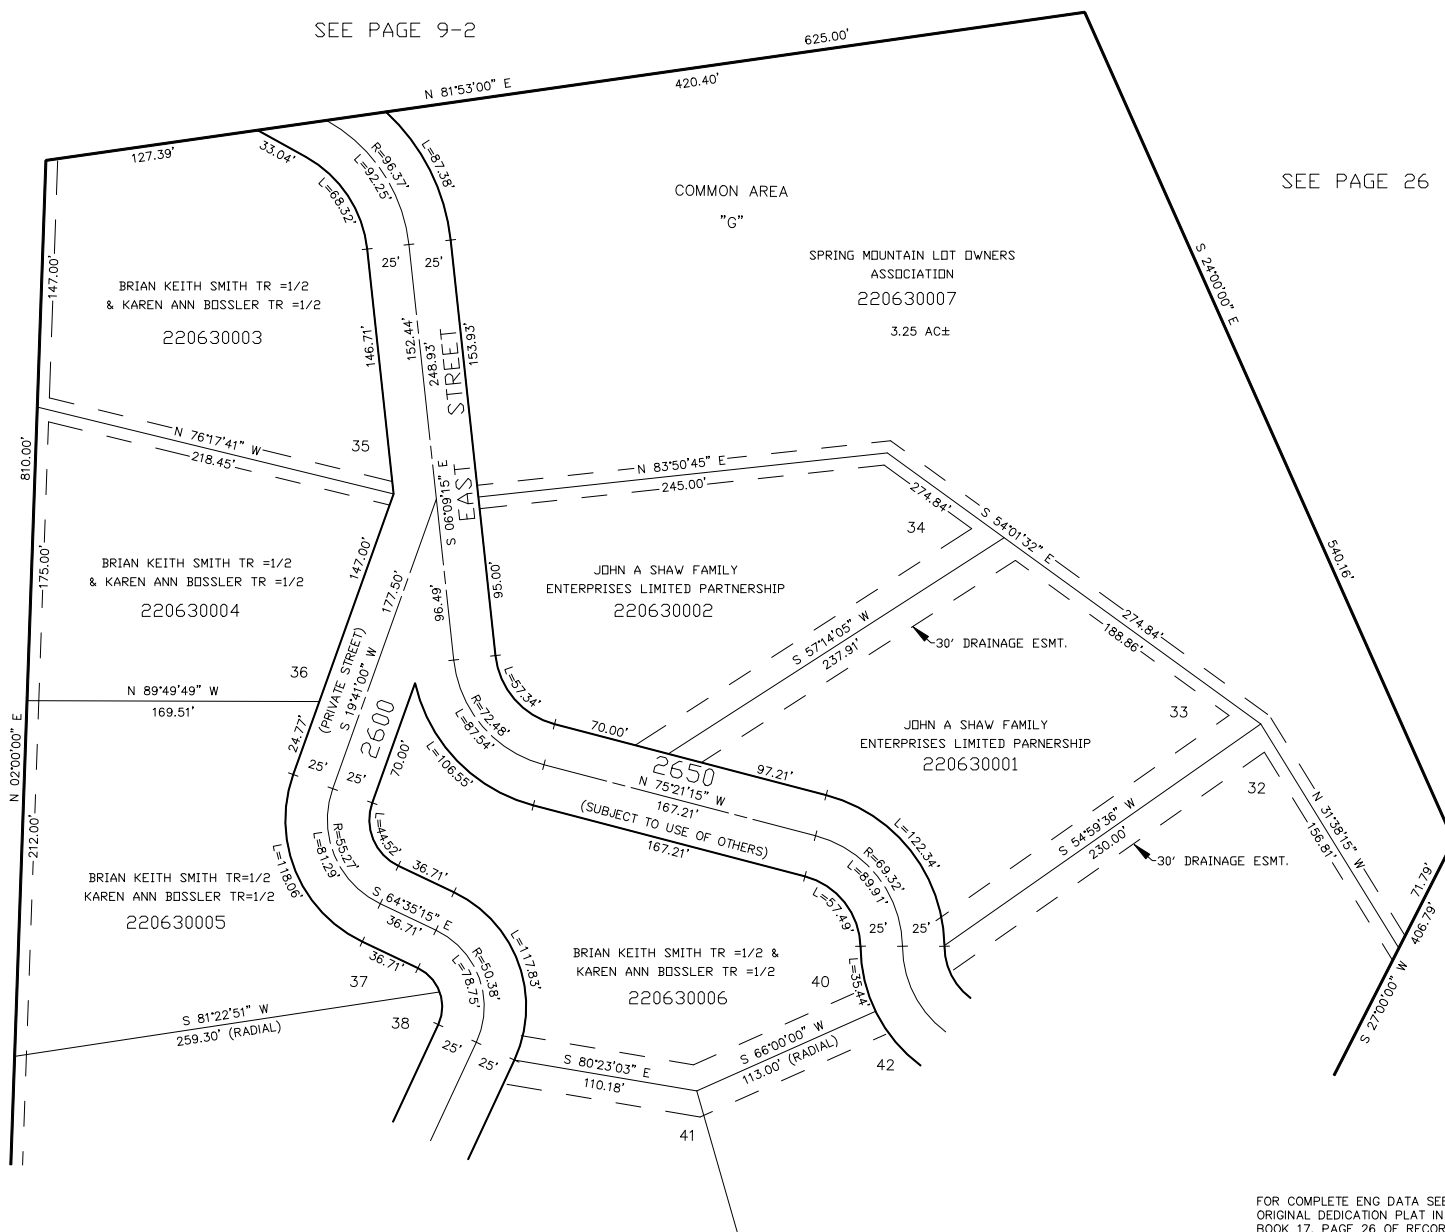 SEE PAGE 9-2
625.00'
N 81°53'00" E
420.40'
127.39'
33.04'
L=68.32'
R=96.37'
L=92.25'
L=87.38'
COMMON AREA
"G"
SEE PAGE 26
SPRING MOUNTAIN LOT OWNERS
ASSOCIATION
220630007
3.25 AC±
S 24°00'00" E
540.16'
147.00'
25'
25'
BRIAN KEITH SMITH TR =1/2
& KAREN ANN BOSSLER TR =1/2
220630003
146.71'
152.44'
248.93'
153.93'
EAST STREET
S 06°09'15" E
810.00'
N 76°17'41" W
218.45'
35
N 83°50'45" E
245.00'
274.84'
34
S 54°01'32" E
274.84'
188.86'
175.00'
BRIAN KEITH SMITH TR =1/2
& KAREN ANN BOSSLER TR =1/2
220630004
147.00'
177.50'
96.49'
95.00'
JOHN A SHAW FAMILY
ENTERPRISES LIMITED PARTNERSHIP
220630002
S 57°14'05" W
237.91'
30' DRAINAGE ESMT.
36
(PRIVATE STREET)
S 19°41'00" W
2600
N 89°49'49" W
169.51'
L=57.34'
R=72.48'
L=87.54'
70.00'
33
JOHN A SHAW FAMILY
ENTERPRISES LIMITED PARNERSHIP
220630001
24.77'
25'
25'
70.00'
L=106.55'
2650
97.21'
N 75°21'15" W
167.21'
(SUBJECT TO USE OF OTHERS)
167.21'
32
N 02°00'00" E
212.00'
L=118.06'
R=55.27'
L=81.29'
L=44.52'
36.71'
L=122.34'
R=69.32'
L=89.91'
L=57.49'
S 54°59'36" W
230.00'
N 31°38'15" W
156.81'
30' DRAINAGE ESMT.
71.79'
406.79'
S 27°00'00" W
BRIAN KEITH SMITH TR=1/2
KAREN ANN BOSSLER TR=1/2
220630005
S 64°35'15" E
36.71'
36.71'
25'
25'
L=117.83'
R=50.38'
L=78.75'
BRIAN KEITH SMITH TR =1/2 &
KAREN ANN BOSSLER TR =1/2
220630006
40
L=35.44'
37
S 81°22'51" W
259.30' (RADIAL)
38
25'
25'
S 80°23'03" E
110.18'
S 66°00'00" W
113.00' (RADIAL)
42
41
FOR COMPLETE ENG DATA SEE
ORIGINAL DEDICATION PLAT IN
BOOK 17, PAGE 26 OF RECOR